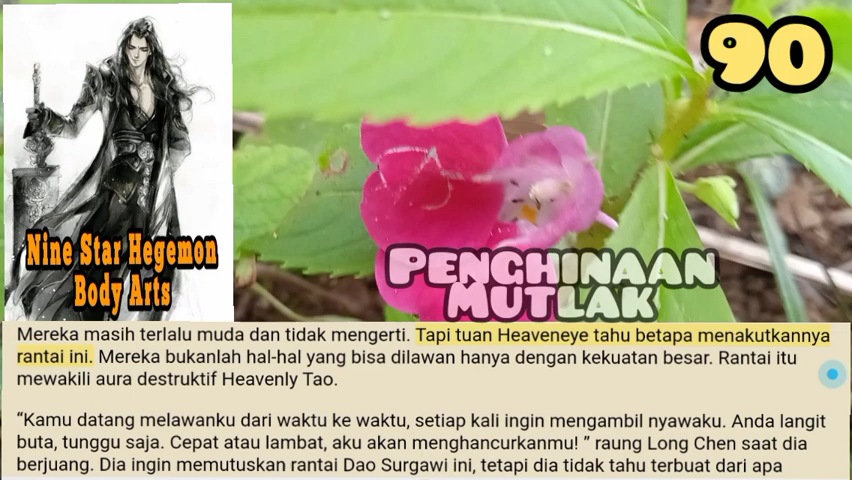 90
Nine Star Hegemon
Body Arts
PENGHINAAN
MUTLAK
Mereka masih terlalu muda dan tidak mengerti. Tapi tuan Heaveneye tahu betapa menakutkannya
rantai ini. Mereka bukanlah hal-hal yang bisa dilawan hanya dengan kekuatan besar. Rantai itu
mewakili aura destruktif Heavenly Tao.
“Kamu datang melawanku dari waktu ke waktu, setiap kali ingin mengambil nyawaku. Anda langit
buta, tunggu saja. Cepat atau lambat, aku akan menghancurkanmu! ” raung Long Chen saat dia
berjuang. Dia ingin memutuskan rantai Dao Surgawi ini, tetapi dia tidak tahu terbuat dari apa